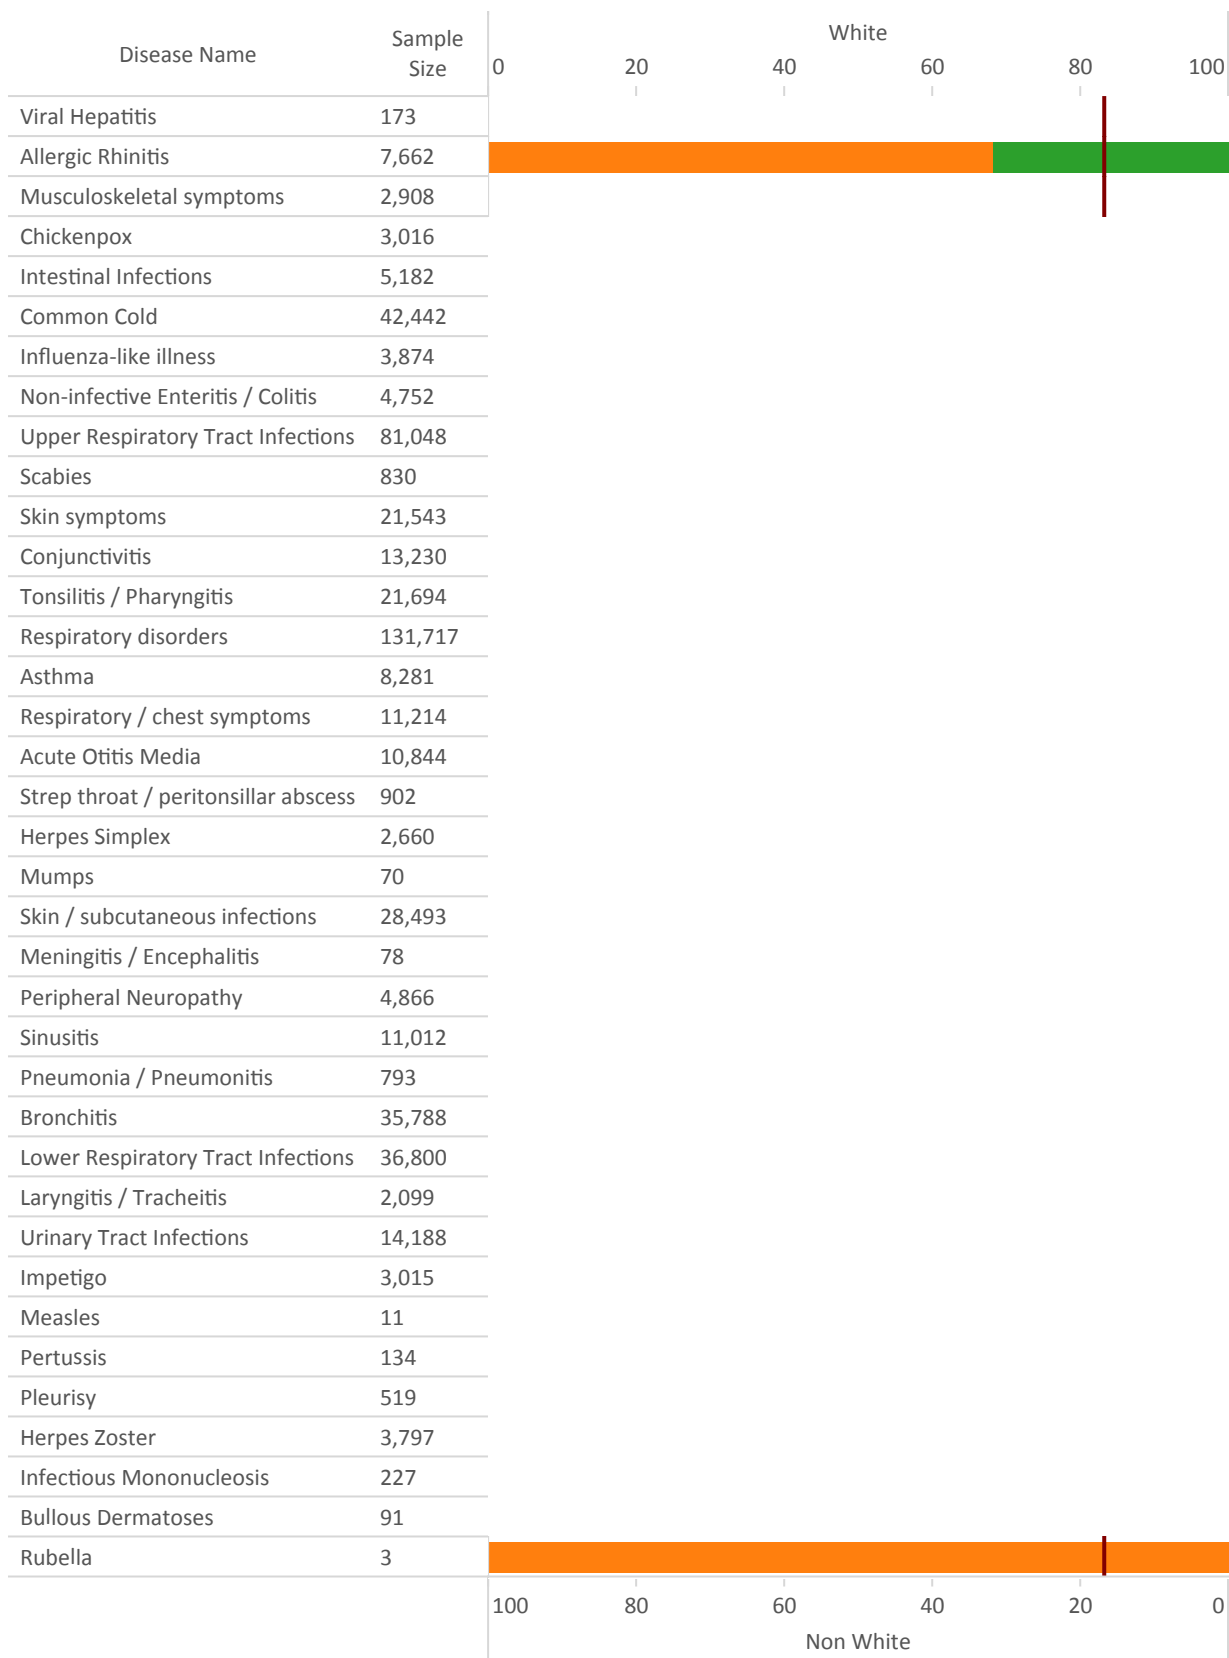 White
Disease Name Sample Size
0 20 40 60 80 100
Viral Hepatitis 173
Allergic Rhinitis 7,662
Musculoskeletal symptoms 2,908
Chickenpox 3,016
Intestinal Infections 5,182
Common Cold 42,442
Influenza-like illness 3,874
Non-infective Enteritis / Colitis 4,752
Upper Respiratory Tract Infections 81,048
Scabies 830
Skin symptoms 21,543
Conjunctivitis 13,230
Tonsilitis / Pharyngitis 21,694
Respiratory disorders 131,717
Asthma 8,281
Respiratory / chest symptoms 11,214
Acute Otitis Media 10,844
Strep throat / peritonsillar abscess 902
Herpes Simplex 2,660
Mumps 70
Skin / subcutaneous infections 28,493
Meningitis / Encephalitis 78
Peripheral Neuropathy 4,866
Sinusitis 11,012
Pneumonia / Pneumonitis 793
Bronchitis 35,788
Lower Respiratory Tract Infections 36,800
Laryngitis / Tracheitis 2,099
Urinary Tract Infections 14,188
Impetigo 3,015
Measles 11
Pertussis 134
Pleurisy 519
Herpes Zoster 3,797
Infectious Mononucleosis 227
Bullous Dermatoses 91
Rubella 3
100 80 60 40 20 0
Non White